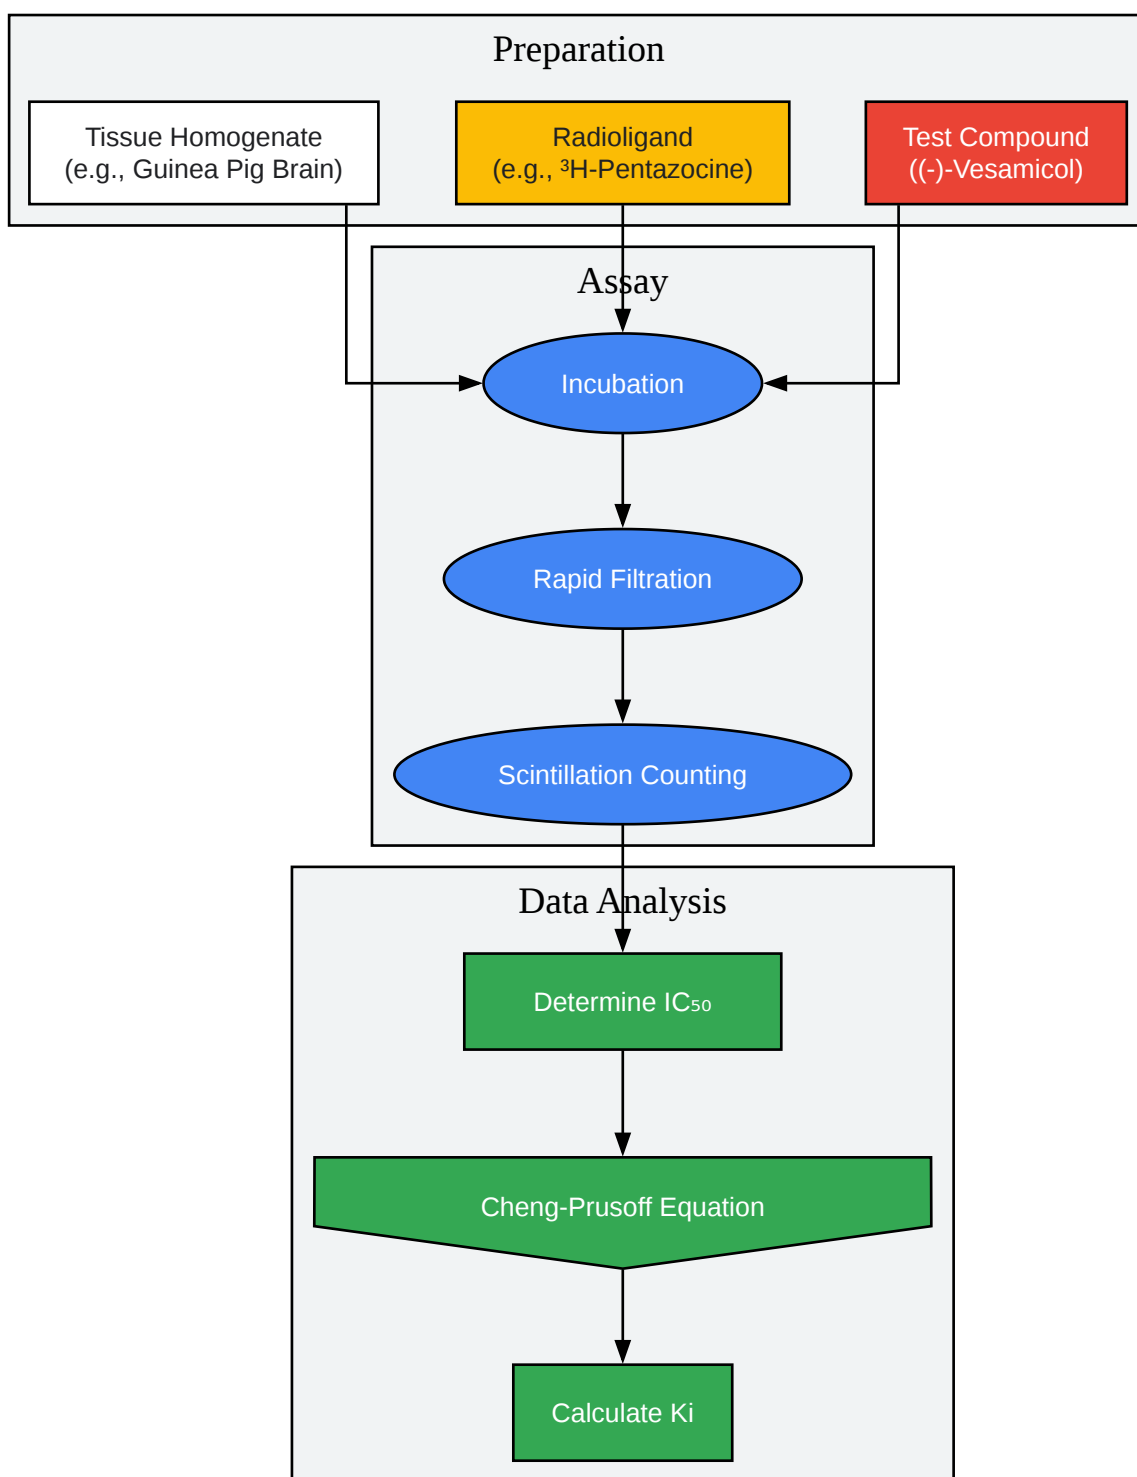 Preparation
Tissue Homogenate
(e.g., Guinea Pig Brain)
Radioligand
(e.g., ³H-Pentazocine)
Test Compound
((-)-Vesamicol)
Assay
Incubation
Rapid Filtration
Scintillation Counting
Data Analysis
Determine IC₅₀
Cheng-Prusoff Equation
Calculate Ki